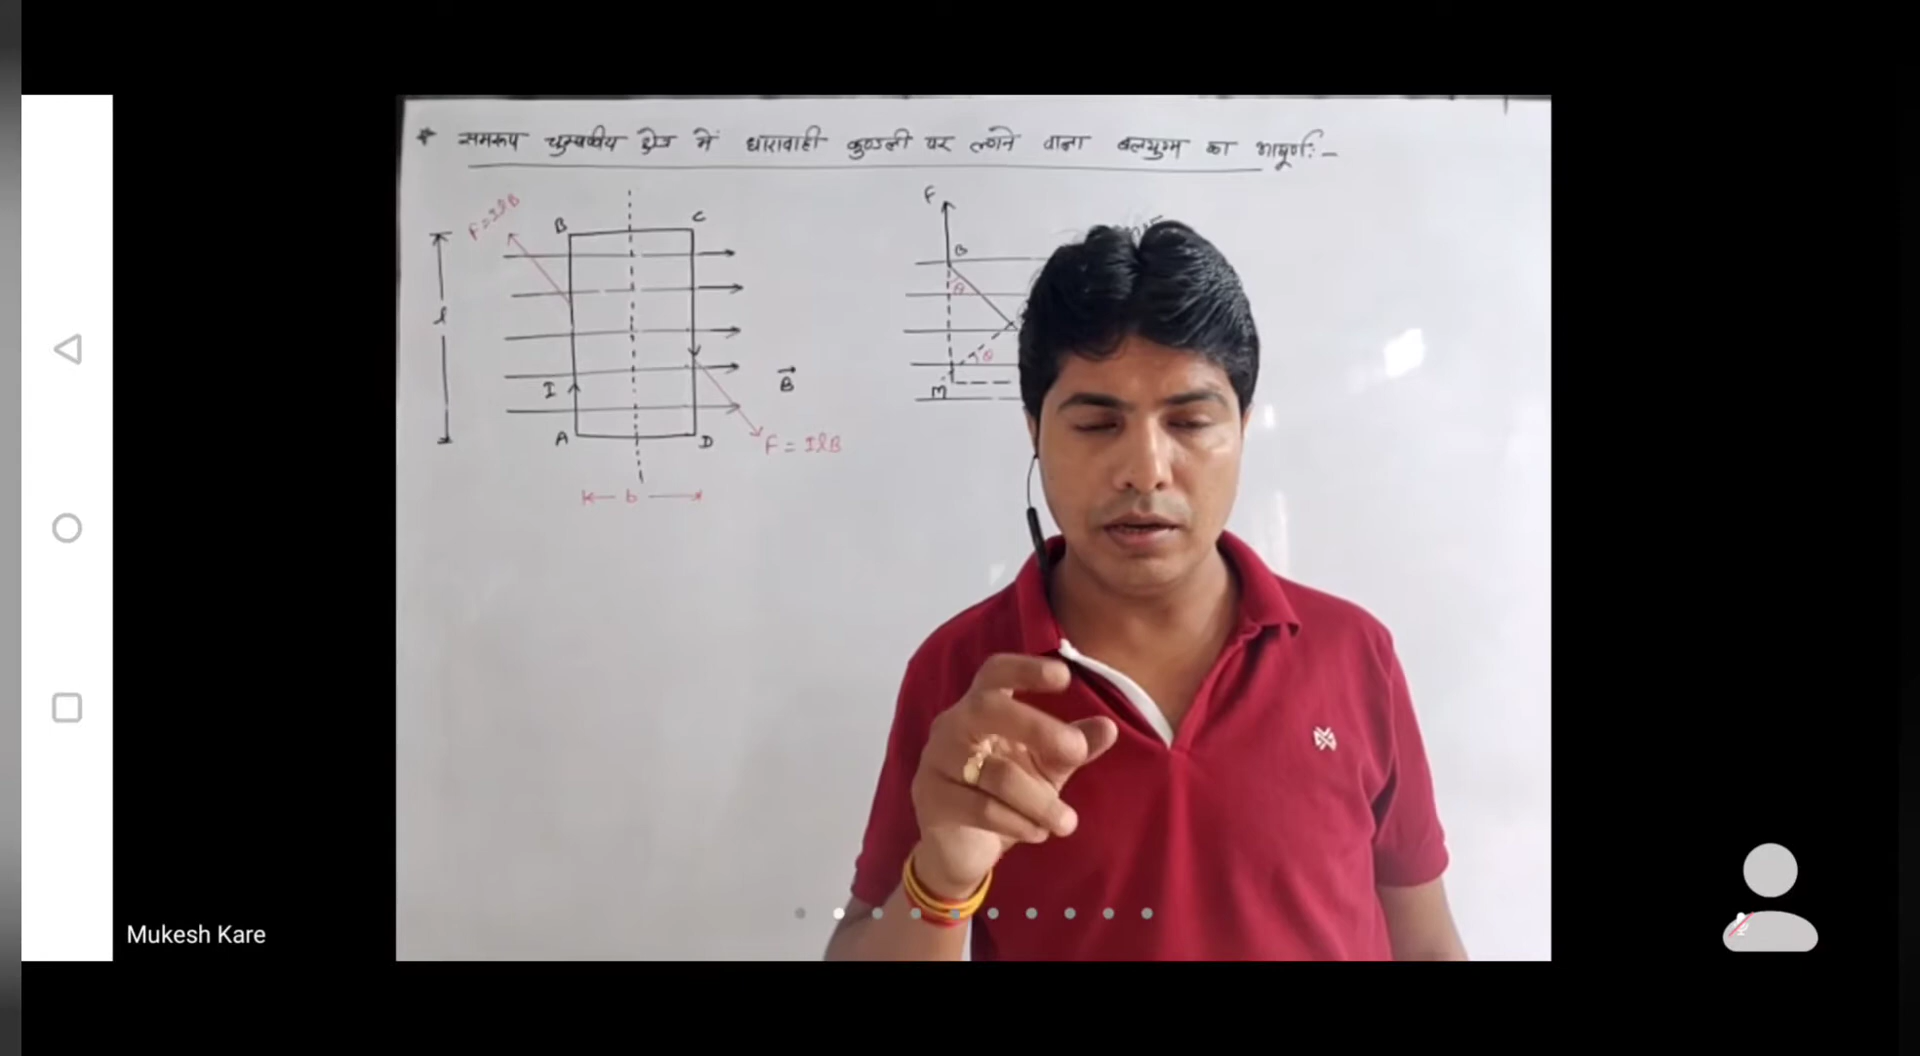 * समरूप चुम्बकीय क्षेत्र में धारावाही कुण्डली पर लगने वाला बलयुग्म का आघूर्ण:-
F=IlB
B
C
l
I
B
A
D
F = IlB
b
F
B
θ
θ
M
Mukesh Kare